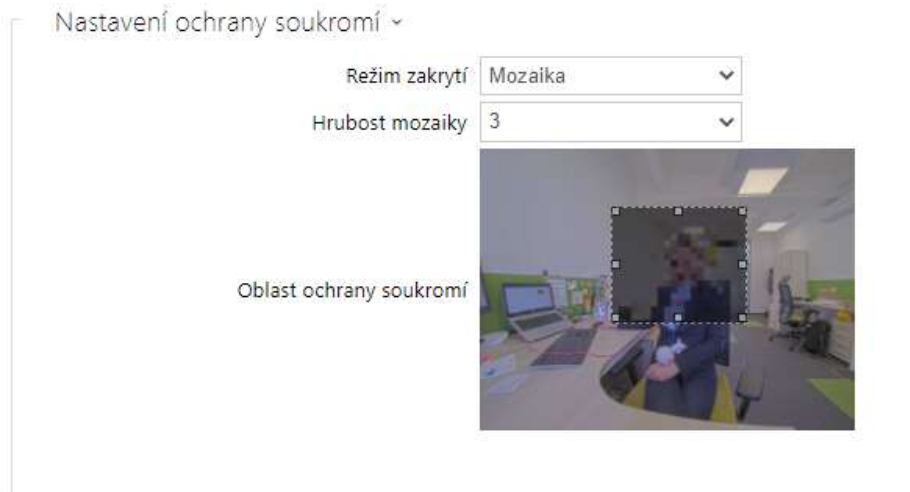 Nastavení ochrany soukromí
Režim zakrytí Mozaika
Hrubost mozaiky 3
Oblast ochrany soukromí